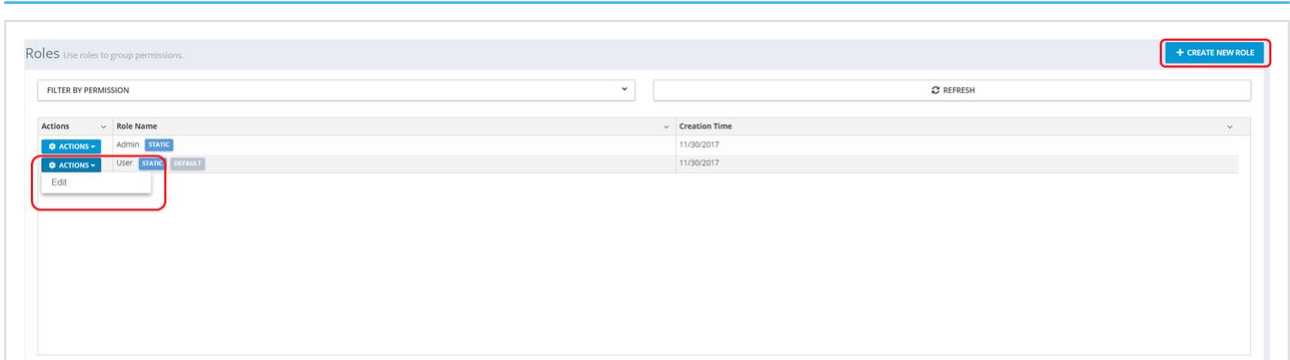 Roles Use roles to group permissions. + CREATE NEW ROLE
FILTER BY PERMISSION REFRESH
Actions Role Name Creation Time
ACTIONS Admin STATIC 11/30/2017
ACTIONS User STATIC DEFAULT 11/30/2017
Edit